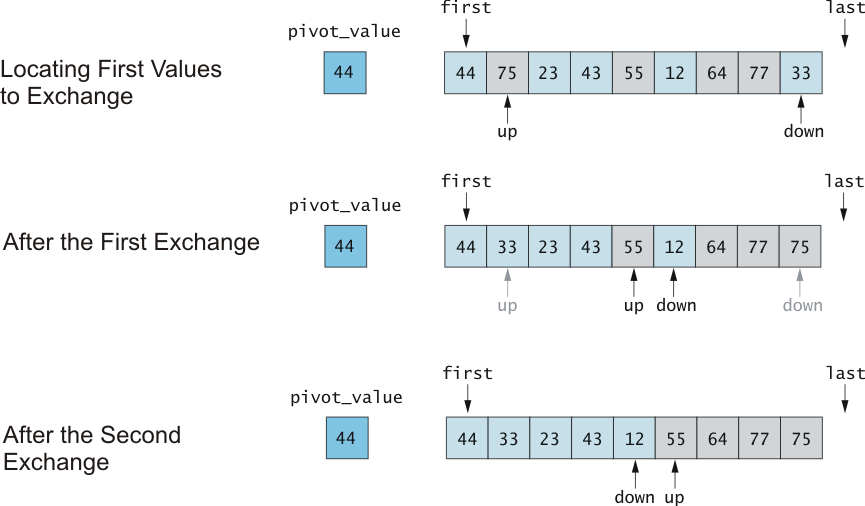 first last
pivot_value
Locating First Values
to Exchange
44
44 75 23 43 55 12 64 77 33
up down
first last
pivot_value
After the First Exchange
44
44 33 23 43 55 12 64 77 75
up up down down
first last
pivot_value
After the Second
Exchange
44
44 33 23 43 12 55 64 77 75
down up